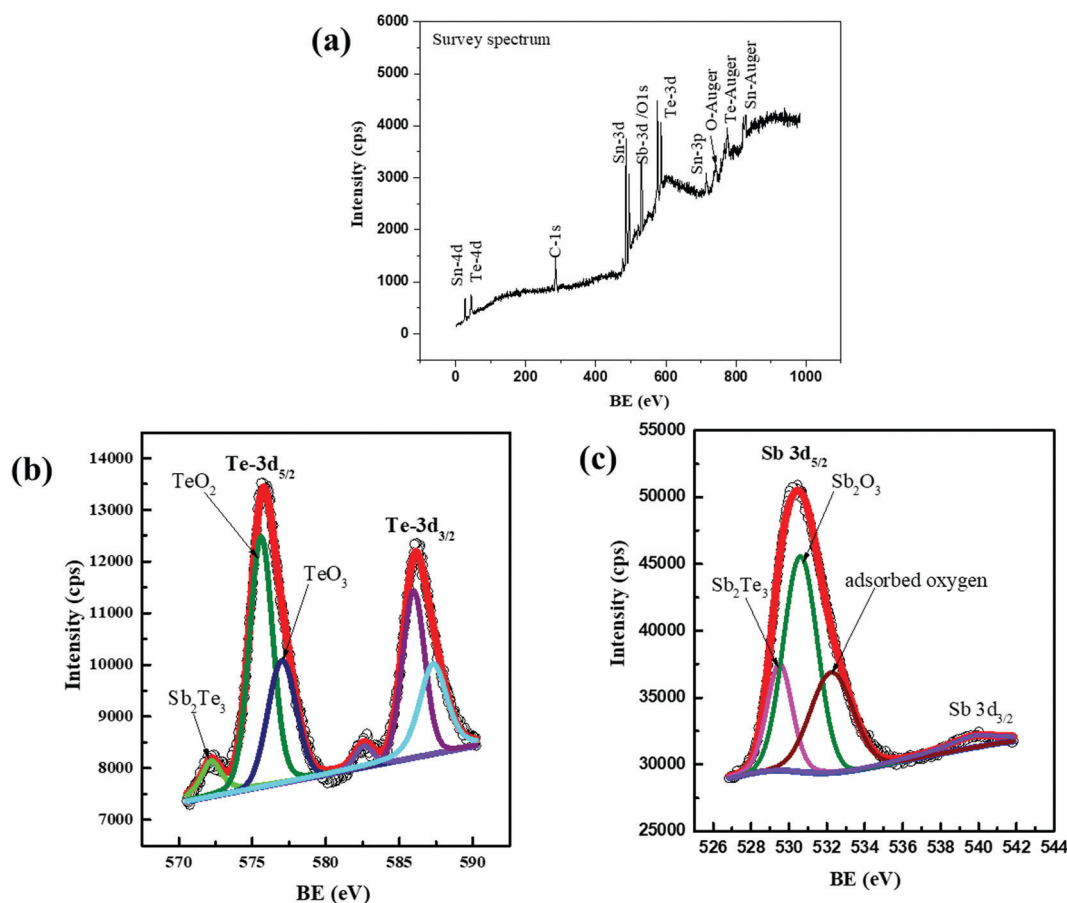 (a)
Survey spectrum
Intensity (cps)
6000
5000
4000
3000
2000
1000
0
Sn-4d
Te-4d
C-1s
Sn-3d
Sb-3d /O1s
Te-3d
Sn-3p
O-Auger
Te-Auger
Sn-Auger
0 200 400 600 800 1000
BE (eV)
(b)
Intensity (cps)
14000
13000
12000
11000
10000
9000
8000
7000
Te-3d5/2
TeO2
TeO3
Sb2Te3
Te-3d3/2
570 575 580 585 590
BE (eV)
(c)
Intensity (cps)
55000
50000
45000
40000
35000
30000
25000
Sb 3d5/2
Sb2O3
Sb2Te3
adsorbed oxygen
Sb 3d3/2
526 528 530 532 534 536 538 540 542 544
BE (eV)